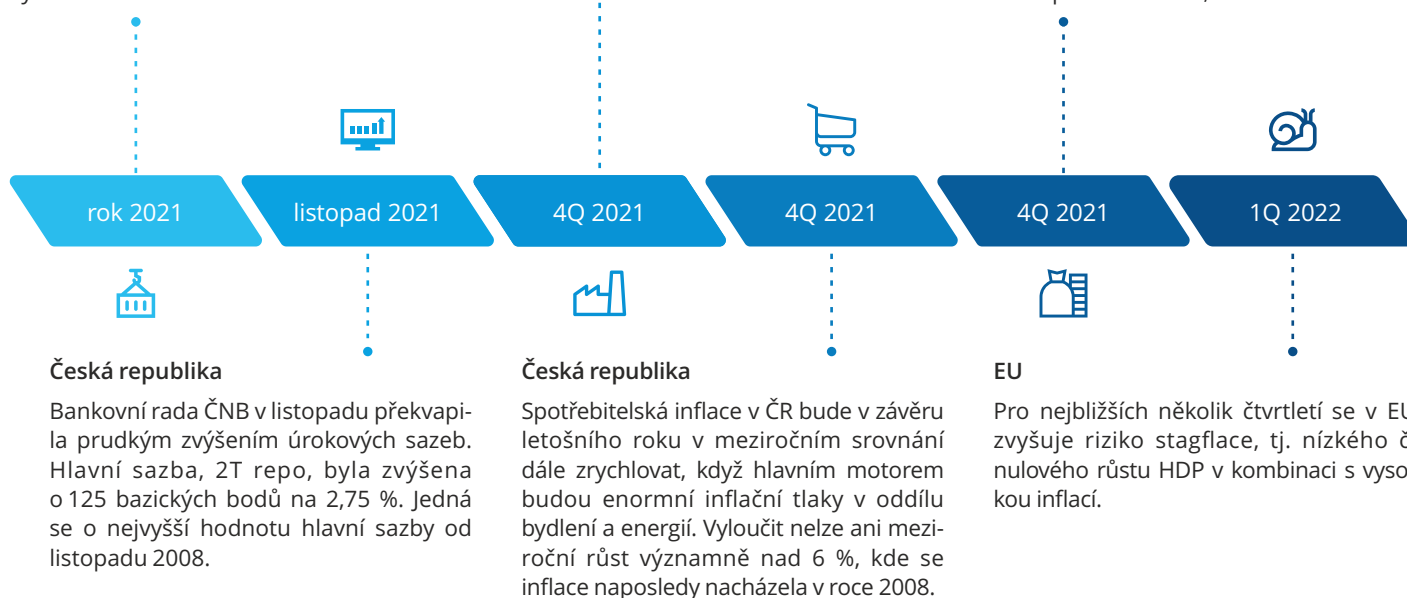 rok 2021
listopad 2021
4Q 2021
4Q 2021
4Q 2021
1Q 2022
Česká republika
Bankovní rada ČNB v listopadu překvapi-
la prudkým zvýšením úrokových sazeb.
Hlavní sazba, 2T repo, byla zvýšena
o 125 bazických bodů na 2,75 %. Jedná
se o nejvyšší hodnotu hlavní sazby od
listopadu 2008.
Česká republika
Spotřebitelská inflace v ČR bude v závěru
letošního roku v meziročním srovnání
dále zrychlovat, když hlavním motorem
budou enormní inflační tlaky v oddílu
bydlení a energií. Vyloučit nelze ani mezi-
roční růst významně nad 6 %, kde se
inflace naposledy nacházela v roce 2008.
EU
Pro nejbližších několik čtvrtletí se v EU
zvyšuje riziko stagflace, tj. nízkého č
nulového růstu HDP v kombinaci s vyso
kou inflací.